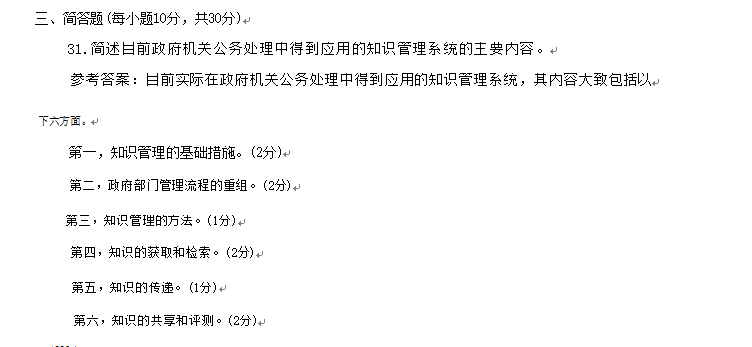 三、简答题(每小题10分，共30分)
31.简述目前政府机关公务处理中得到应用的知识管理系统的主要内容。
参考答案：目前实际在政府机关公务处理中得到应用的知识管理系统，其内容大致包括以
下六方面。
第一，知识管理的基础措施。(2分)
第二，政府部门管理流程的重组。(2分)
第三，知识管理的方法。(1分)
第四，知识的获取和检索。(2分)
第五，知识的传递。(1分)
第六，知识的共享和评测。(2分)